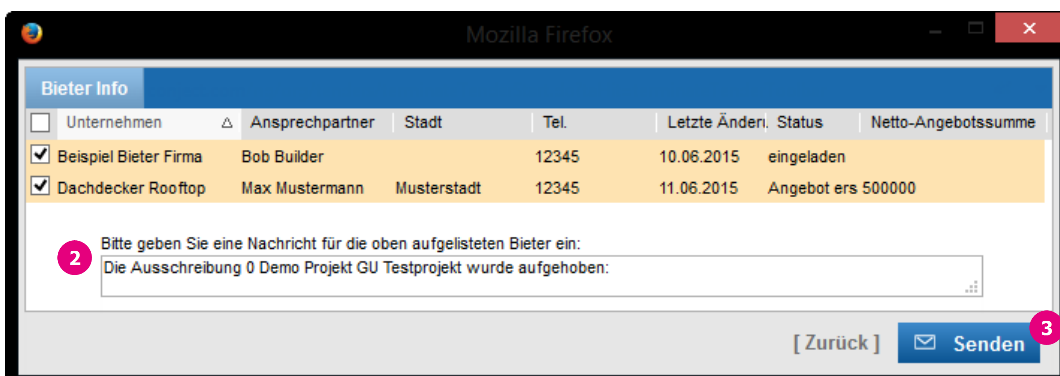 Mozilla Firefox
Bieter Info
Unternehmen Ansprechpartner Stadt Tel. Letzte Änderu Status Netto-Angebotssumme
Beispiel Bieter Firma Bob Builder 12345 10.06.2015 eingeladen
Dachdecker Rooftop Max Mustermann Musterstadt 12345 11.06.2015 Angebot ers 500000
Bitte geben Sie eine Nachricht für die oben aufgelisteten Bieter ein:
2
Die Ausschreibung 0 Demo Projekt GU Testprojekt wurde aufgehoben:
3
[ Zurück ] Senden